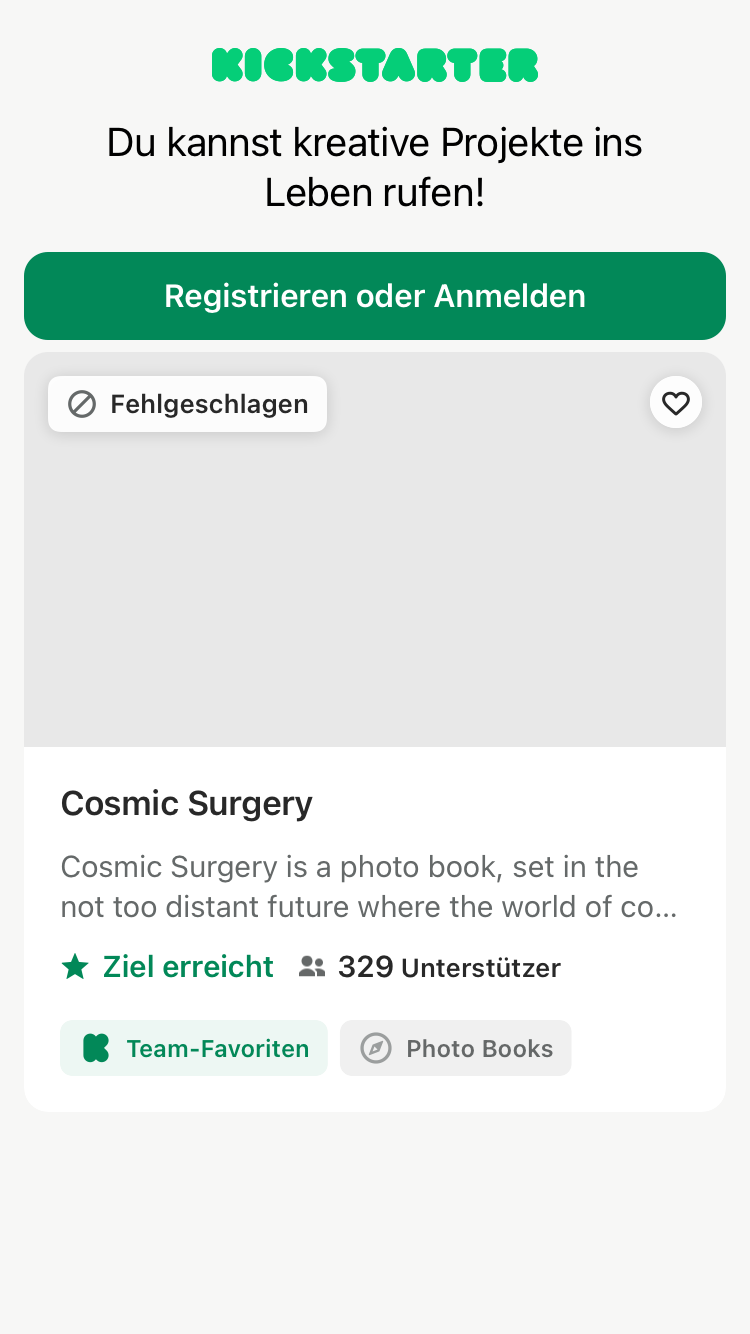 KICKSTARTER
Du kannst kreative Projekte ins
Leben rufen!
Registrieren oder Anmelden
Fehlgeschlagen
Cosmic Surgery
Cosmic Surgery is a photo book, set in the
not too distant future where the world of co...
Ziel erreicht 329 Unterstützer
Team-Favoriten Photo Books